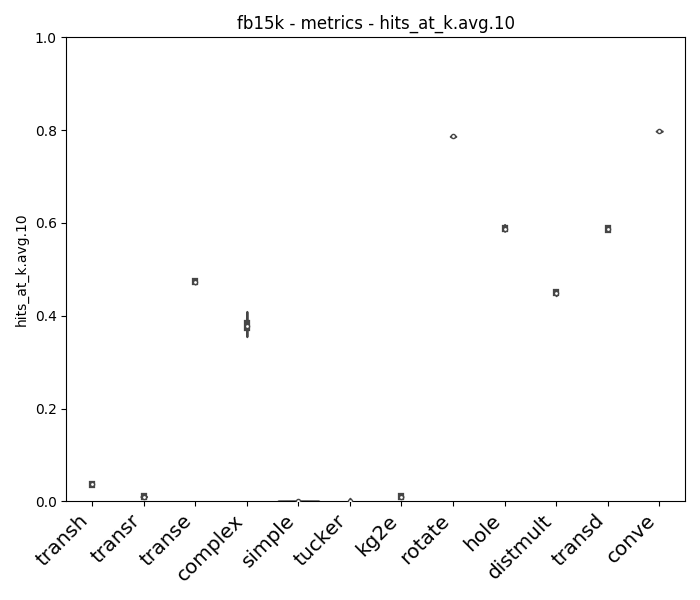 fb15k - metrics - hits_at_k.avg.10
hits_at_k.avg.10
1.0
0.8
0.6
0.4
0.2
0.0
transh
transr
transe
complex
simple
tucker
kg2e
rotate
hole
distmult
transd
conve